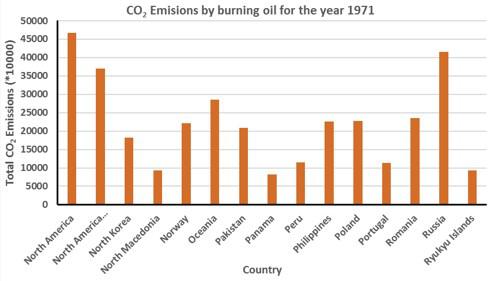 CO₂ Emisions by burning oil for the year 1971
Total CO₂ Emissions (*10000)
50000
45000
40000
35000
30000
25000
20000
15000
10000
5000
0
North America
North America...
North Korea
North Macedonia
Norway
Oceania
Pakistan
Panama
Peru
Philippines
Poland
Portugal
Romania
Russia
Ryukyu Islands
Country